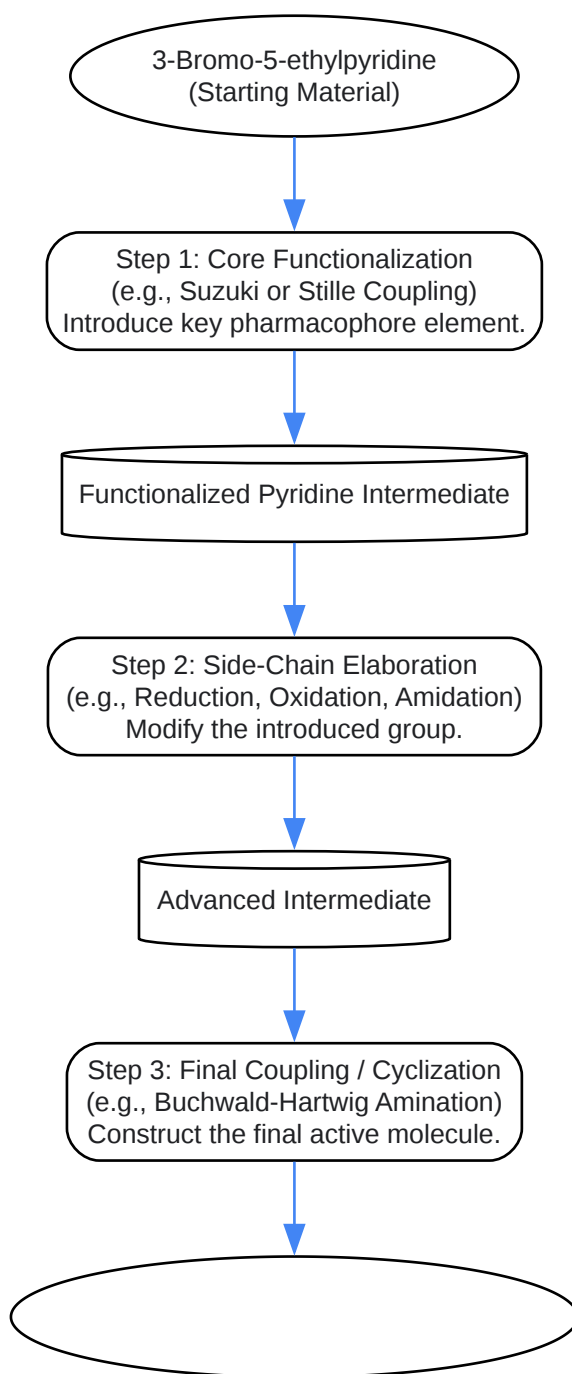 3-Bromo-5-ethylpyridine
(Starting Material)
Step 1: Core Functionalization
(e.g., Suzuki or Stille Coupling)
Introduce key pharmacophore element.
Functionalized Pyridine Intermediate
Step 2: Side-Chain Elaboration
(e.g., Reduction, Oxidation, Amidation)
Modify the introduced group.
Advanced Intermediate
Step 3: Final Coupling / Cyclization
(e.g., Buchwald-Hartwig Amination)
Construct the final active molecule.